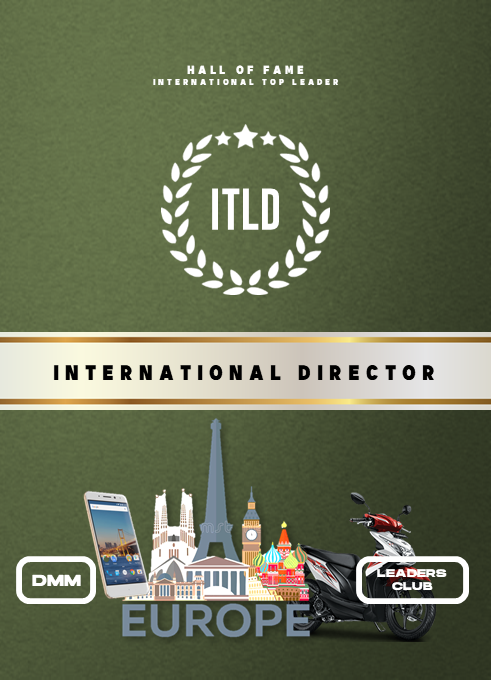 HALL OF FAME
INTERNATIONAL TOP LEADER
ITLD
INTERNATIONAL DIRECTOR
DMM
EUROPE
LEADERS
CLUB